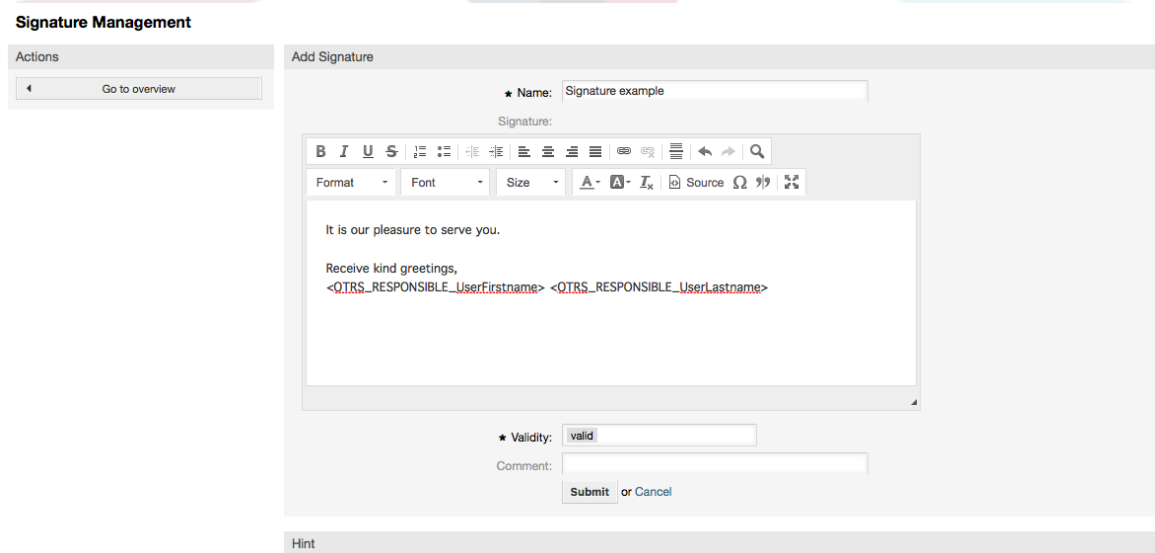 Signature Management
Actions
Go to overview
Add Signature
★ Name: Signature example
Signature:
B I U S
Format Font Size A A Ix Source Ω
It is our pleasure to serve you.
Receive kind greetings,
<OTRS_RESPONSIBLE_UserFirstname> <OTRS_RESPONSIBLE_UserLastname>
★ Validity: valid
Comment:
Submit or Cancel
Hint